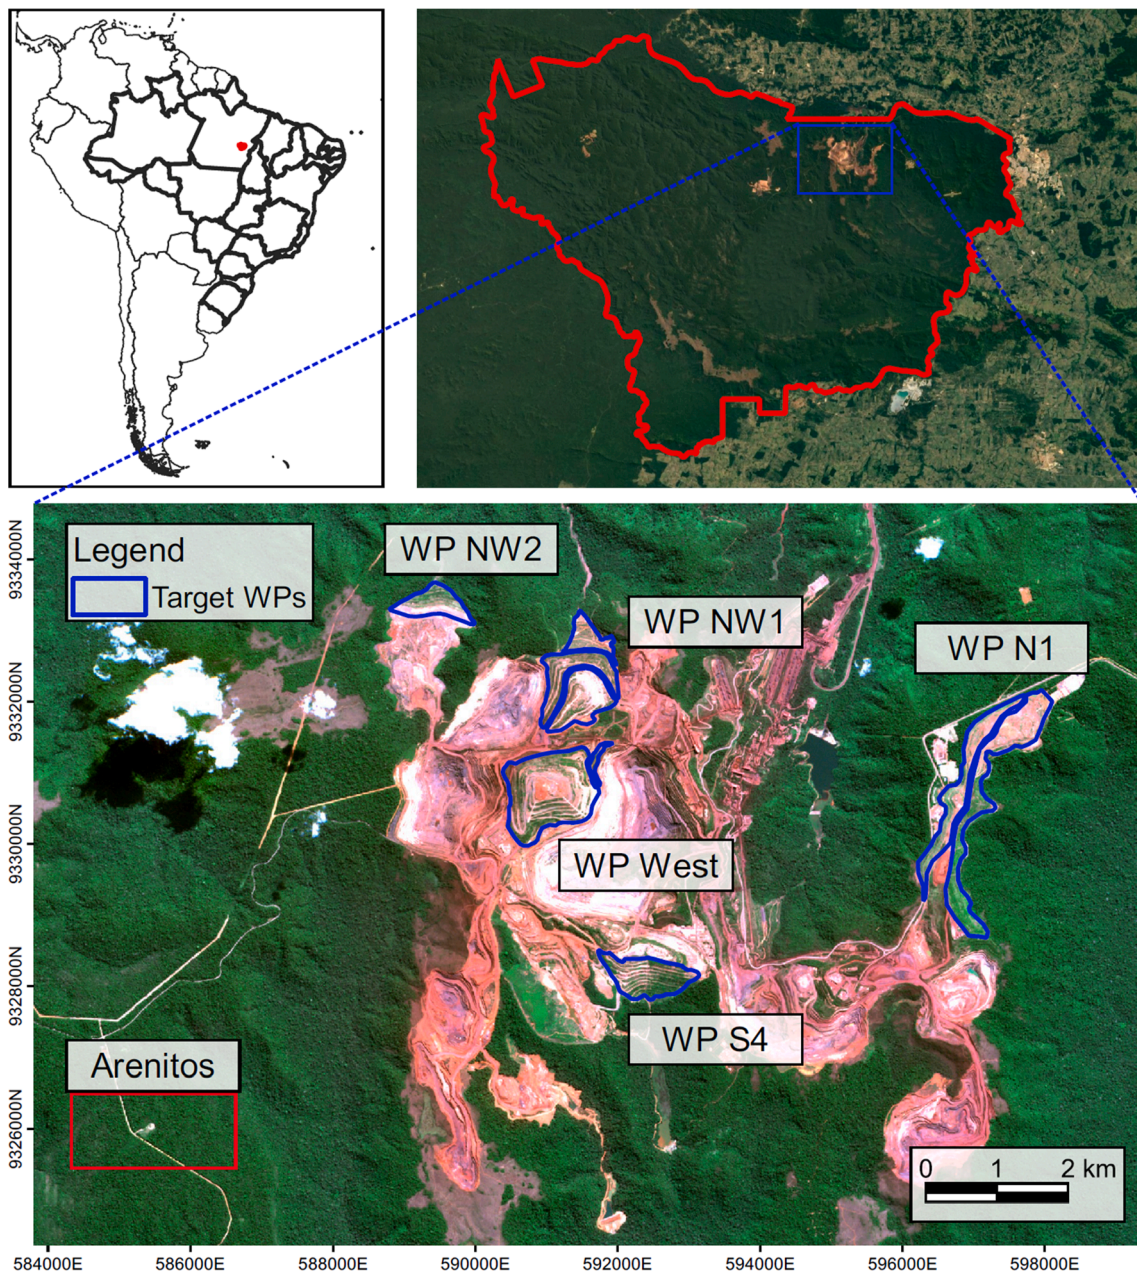 Legend
Target WPs
WP NW2
WP NW1
WP N1
WP West
WP S4
Arenitos
9334000N
9332000N
9330000N
9328000N
9326000N
0 1 2 km
584000E 586000E 588000E 590000E 592000E 594000E 596000E 598000E